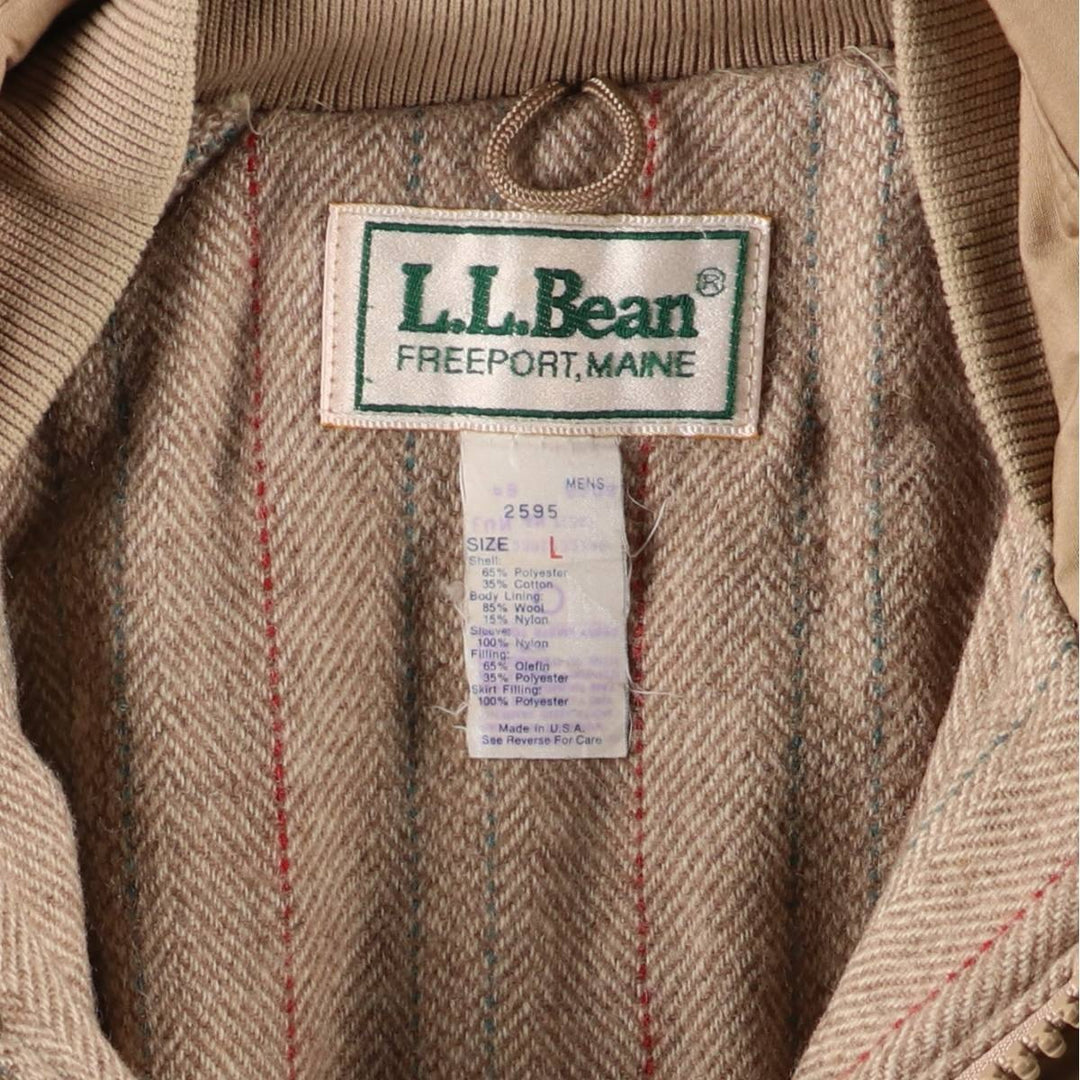 L.L.Bean®
FREEPORT, MAINE
MENS
2595
SIZE L
Shell:
65% Polyester
35% Cotton
Body Lining:
85% Wool
15% Nylon
Sleeve:
100% Nylon
Filling:
65% Olefin
35% Polyester
Skirt Filling:
100% Polyester
Made in U.S.A.
See Reverse For Care